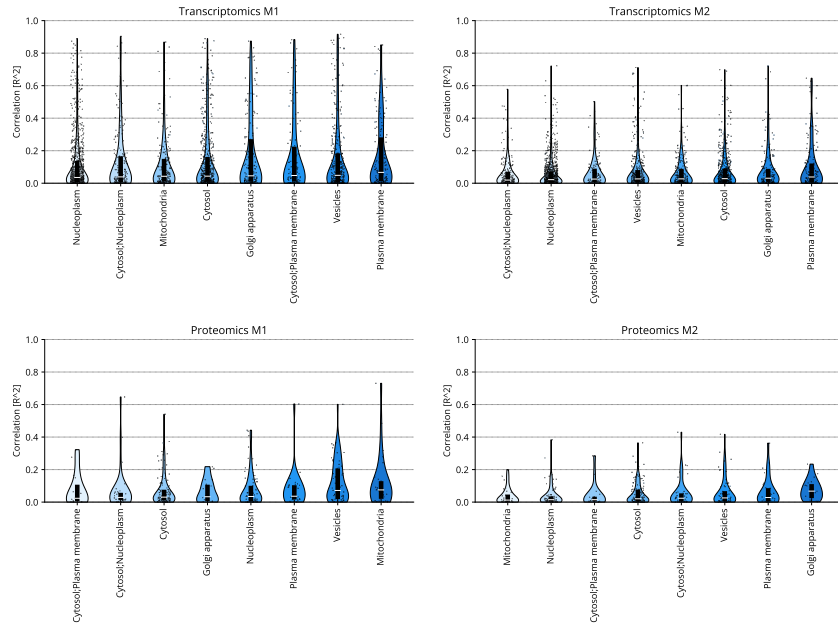 Transcriptomics M1
Correlation [R^2]
1.0
0.8
0.6
0.4
0.2
0.0
Nucleoplasm
Cytosol;Nucleoplasm
Mitochondria
Cytosol
Golgi apparatus
Cytosol;Plasma membrane
Vesicles
Plasma membrane
Transcriptomics M2
Correlation [R^2]
1.0
0.8
0.6
0.4
0.2
0.0
Cytosol;Nucleoplasm
Nucleoplasm
Cytosol;Plasma membrane
Vesicles
Mitochondria
Cytosol
Golgi apparatus
Plasma membrane
Proteomics M1
Correlation [R^2]
1.0
0.8
0.6
0.4
0.2
0.0
Cytosol;Plasma membrane
Cytosol;Nucleoplasm
Cytosol
Golgi apparatus
Nucleoplasm
Plasma membrane
Vesicles
Mitochondria
Proteomics M2
Correlation [R^2]
1.0
0.8
0.6
0.4
0.2
0.0
Mitochondria
Nucleoplasm
Cytosol;Plasma membrane
Cytosol
Cytosol;Nucleoplasm
Vesicles
Plasma membrane
Golgi apparatus